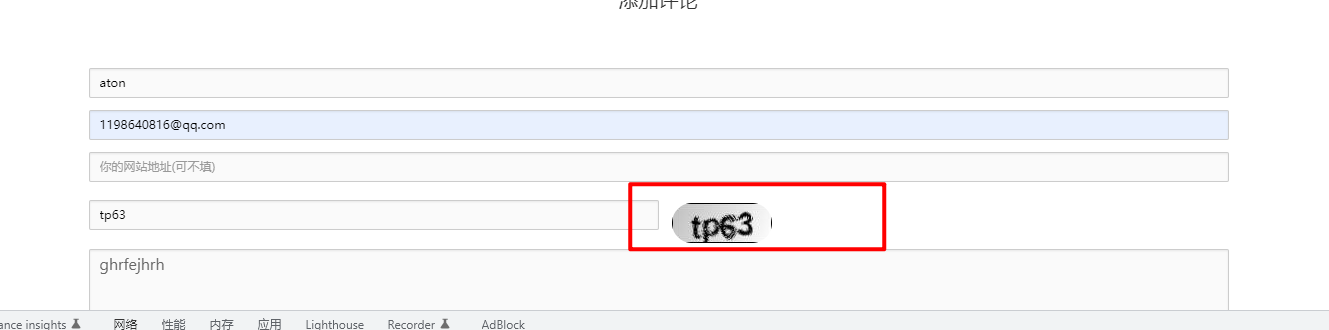 添加评论
aton
1198640816@qq.com
你的网站地址(可不填)
tp63 tp63
ghrfejhrh
ance insights 网络 性能 内存 应用 Lighthouse Recorder AdBlock